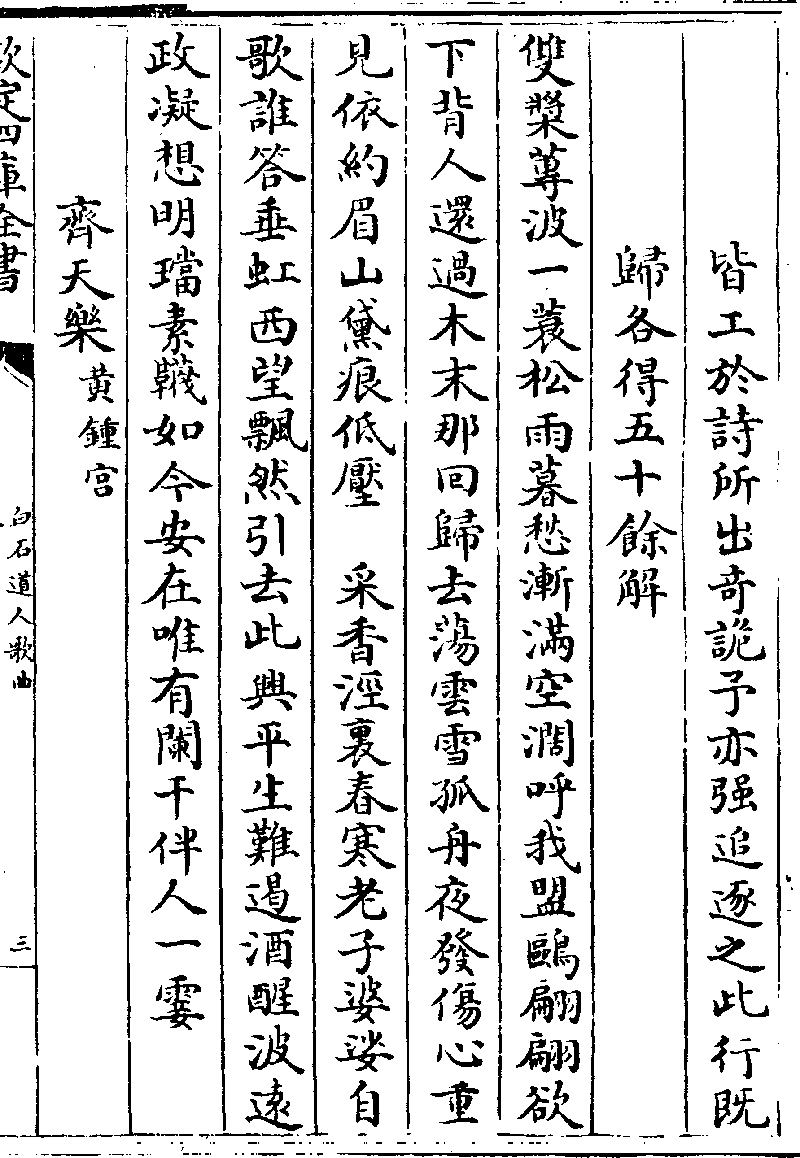 皆工於詩所出奇詭予亦强追逐之此行既
歸各得五十餘解
雙槳蓴波一蓑松雨暮愁漸滿空濶呼我盟鷗翩翩欲
下背人還過木末那回歸去蕩雲雪孤舟夜發傷心重
見依約眉山黛痕低壓　采香涇裏春寒老子婆娑自
歌誰答垂虹西望飄然引去此興平生難遏酒醒波遠
政凝想明璫素韈如今安在唯有闌干伴人一霎
齊天樂黄鍾宫
欽定四庫全書
白石道人歌曲
三